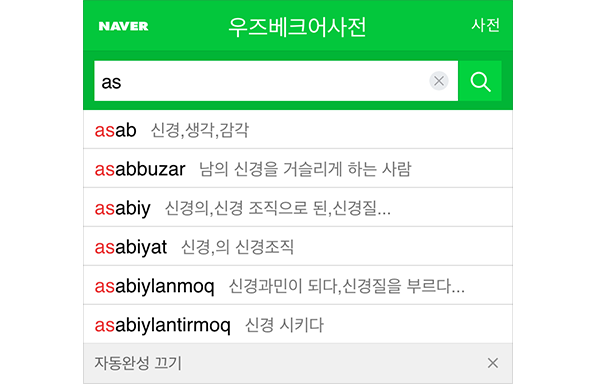 NAVER 우즈베크어사전 사전
as
asab 신경,생각,감각
asabbuzar 남의 신경을 거슬리게 하는 사람
asabiy 신경의,신경 조직으로 된,신경질...
asabiyat 신경,의 신경조직
asabiylanmoq 신경과민이 되다,신경질을 부르다...
asabiylantirmoq 신경 시키다
자동완성 끄기